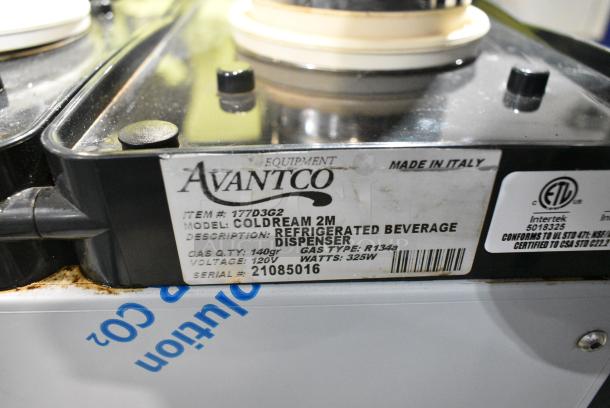 EQUIPMENT
AVANTCO
MADE IN ITALY
ITEM #: 177D3G2
MODEL: COLDREAM 2M
DESCRIPTION: REFRIGERATED BEVERAGE
DISPENSER
GAS Q.TY: 140gr GAS TYPE: R134a
VOLTAGE: 120V WATTS: 325W
SERIAL #: 21085016
ETL
Intertek
5018325
CONFORMS TO UL STD 471; NSF/
CERTIFIED TO CSA STD C22.2
olution
CO2